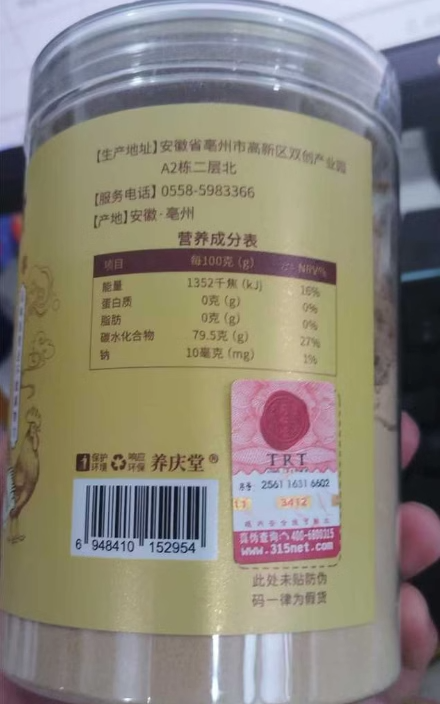 【生产地址】安徽省亳州市高新区双创产业园
A2栋二层北
【服务电话】0558-5983366
【产地】安徽·亳州
营养成分表
项目 每100克 (g) NRV%
能量 1352千焦 (kJ) 16%
蛋白质 0克 (g) 0%
脂肪 0克 (g) 0%
碳水化合物 79.5克 (g) 27%
钠 10毫克 (mg) 1%
保护环境 响应环保 养庆堂®
6 948410 152954
TRT
2561 1631 6602
3412
真伪查询 400-6800315
www.315net.com
此处未贴防伪
码一律为假货